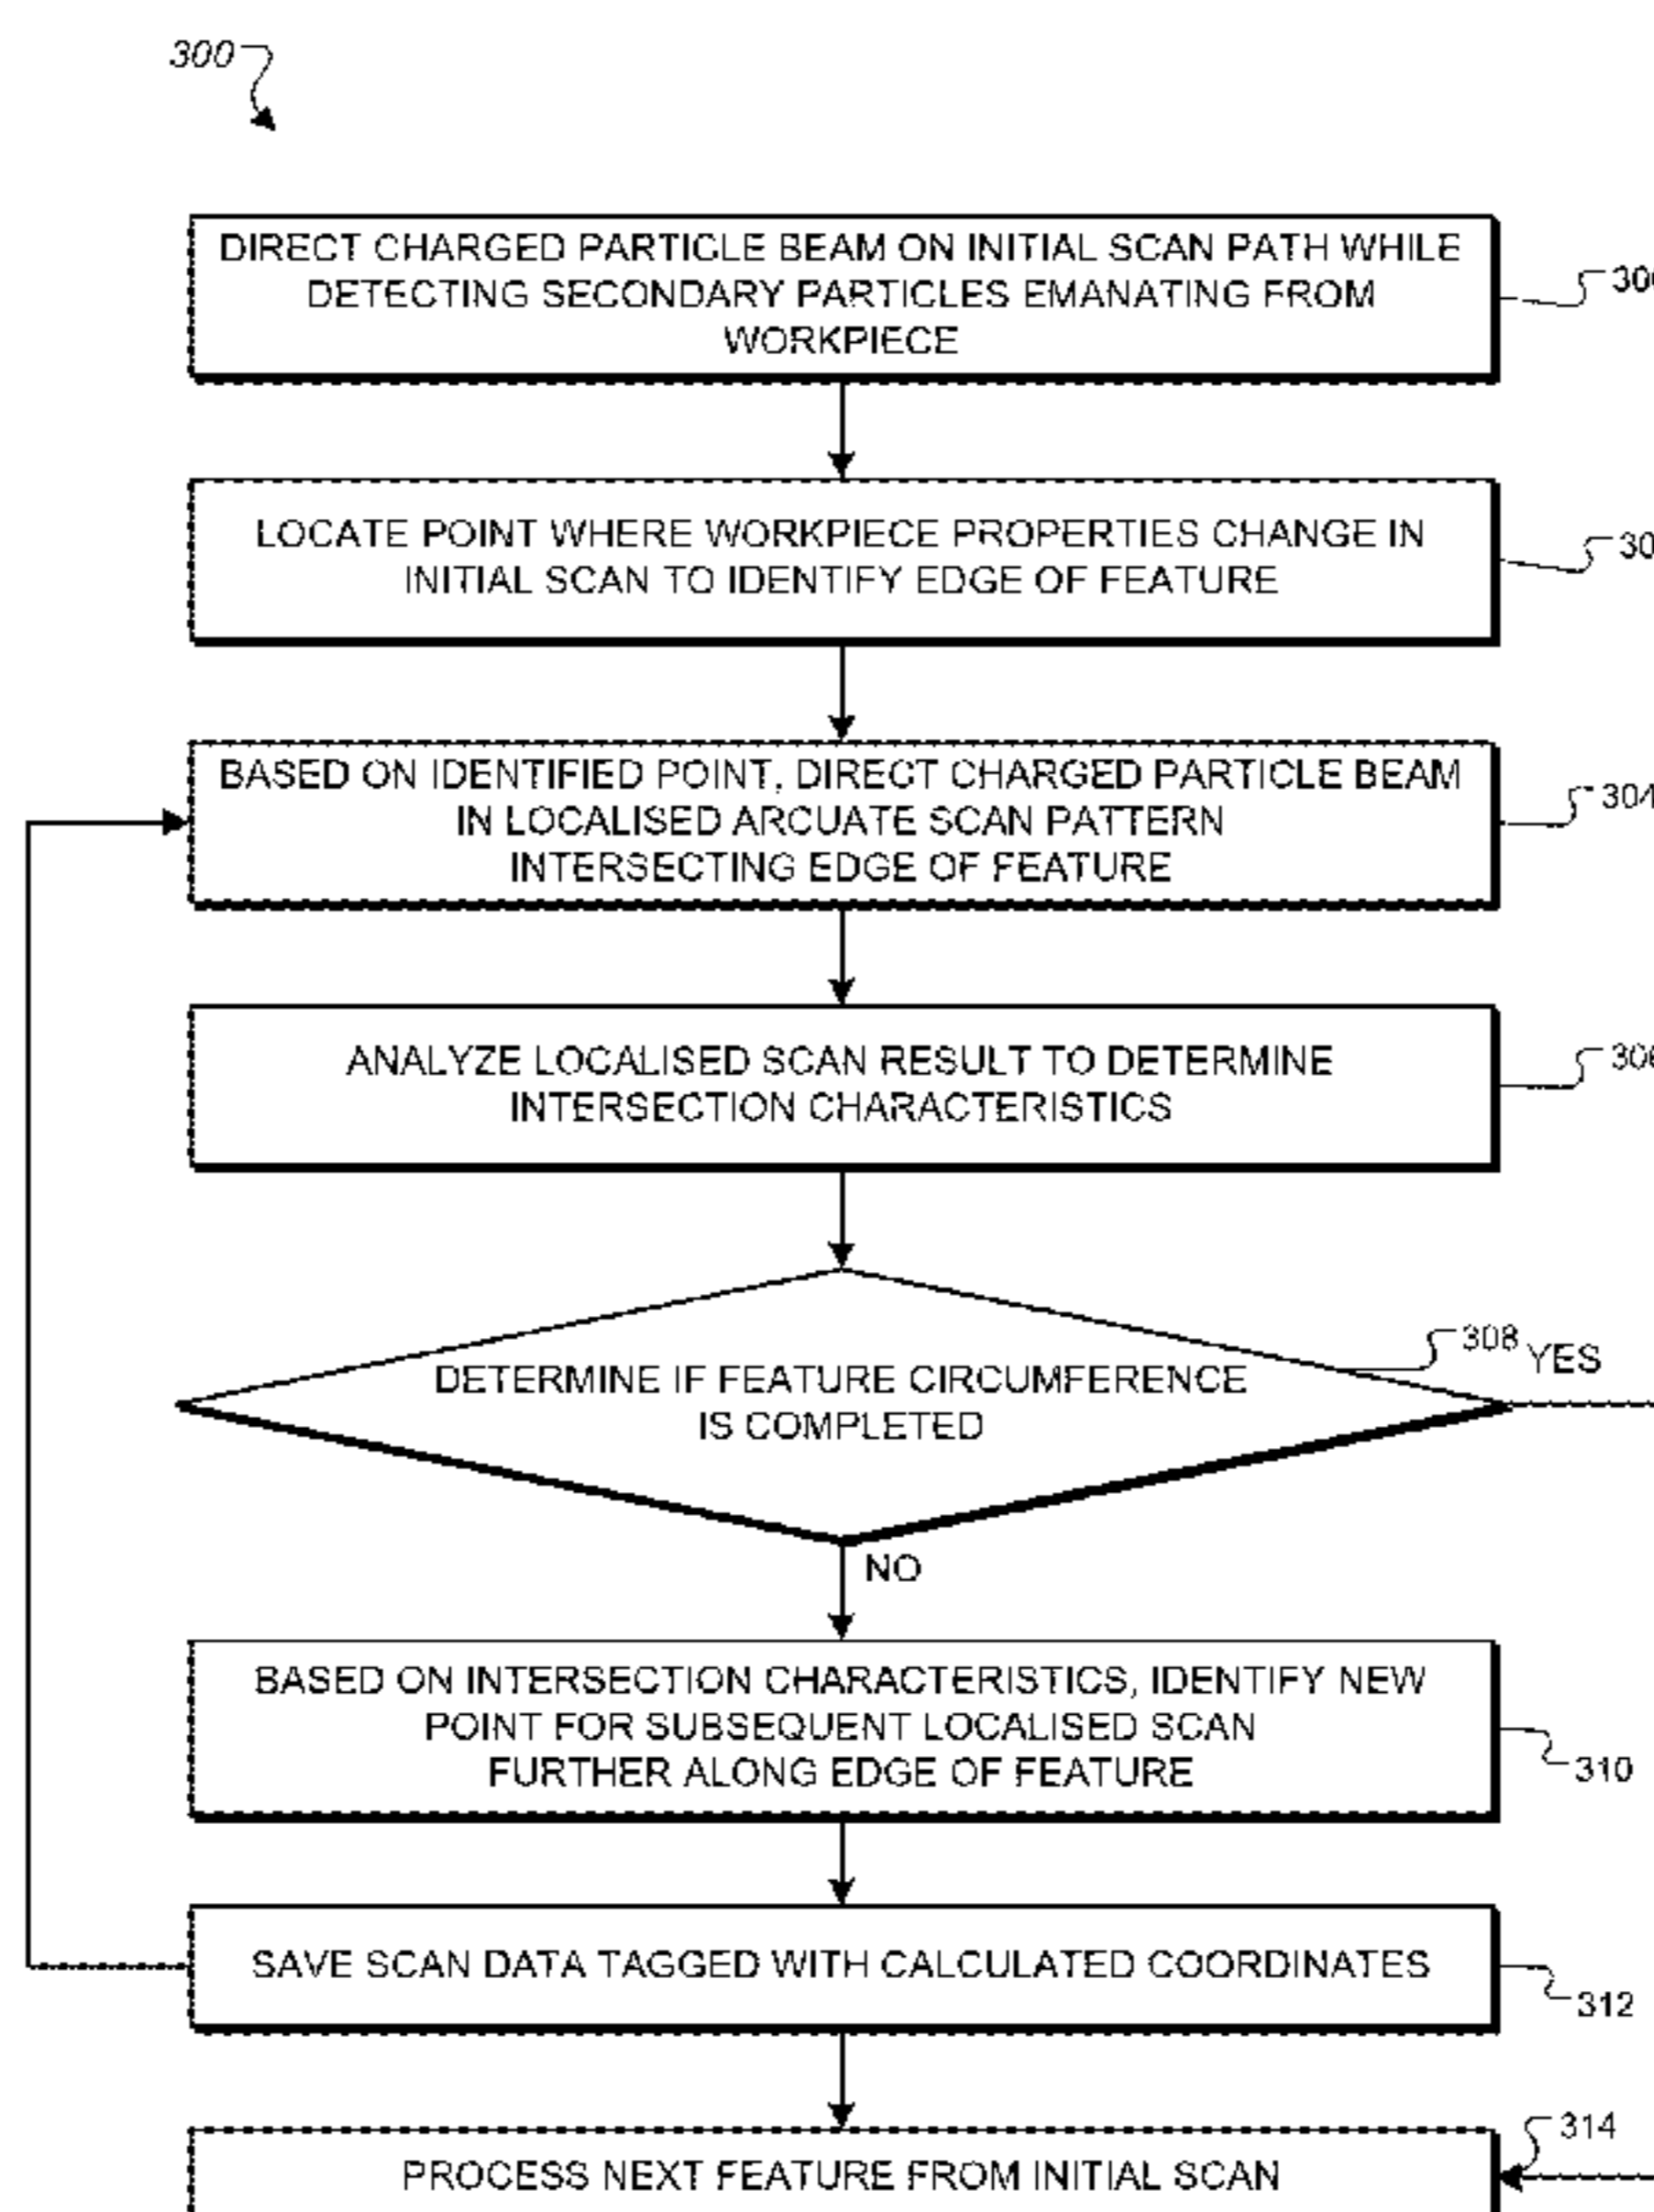 300
DIRECT CHARGED PARTICLE BEAM ON INITIAL SCAN PATH WHILE
DETECTING SECONDARY PARTICLES EMANATING FROM
WORKPIECE
LOCATE POINT WHERE WORKPIECE PROPERTIES CHANGE IN
INITIAL SCAN TO IDENTIFY EDGE OF FEATURE
BASED ON IDENTIFIED POINT, DIRECT CHARGED PARTICLE BEAM
IN LOCALISED ARCUATE SCAN PATTERN
INTERSECTING EDGE OF FEATURE
304
ANALYZE LOCALISED SCAN RESULT TO DETERMINE
INTERSECTION CHARACTERISTICS
306
308
YES
DETERMINE IF FEATURE CIRCUMFERENCE
IS COMPLETED
NO
BASED ON INTERSECTION CHARACTERISTICS, IDENTIFY NEW
POINT FOR SUBSEQUENT LOCALISED SCAN
FURTHER ALONG EDGE OF FEATURE
310
SAVE SCAN DATA TAGGED WITH CALCULATED COORDINATES
312
314
PROCESS NEXT FEATURE FROM INITIAL SCAN